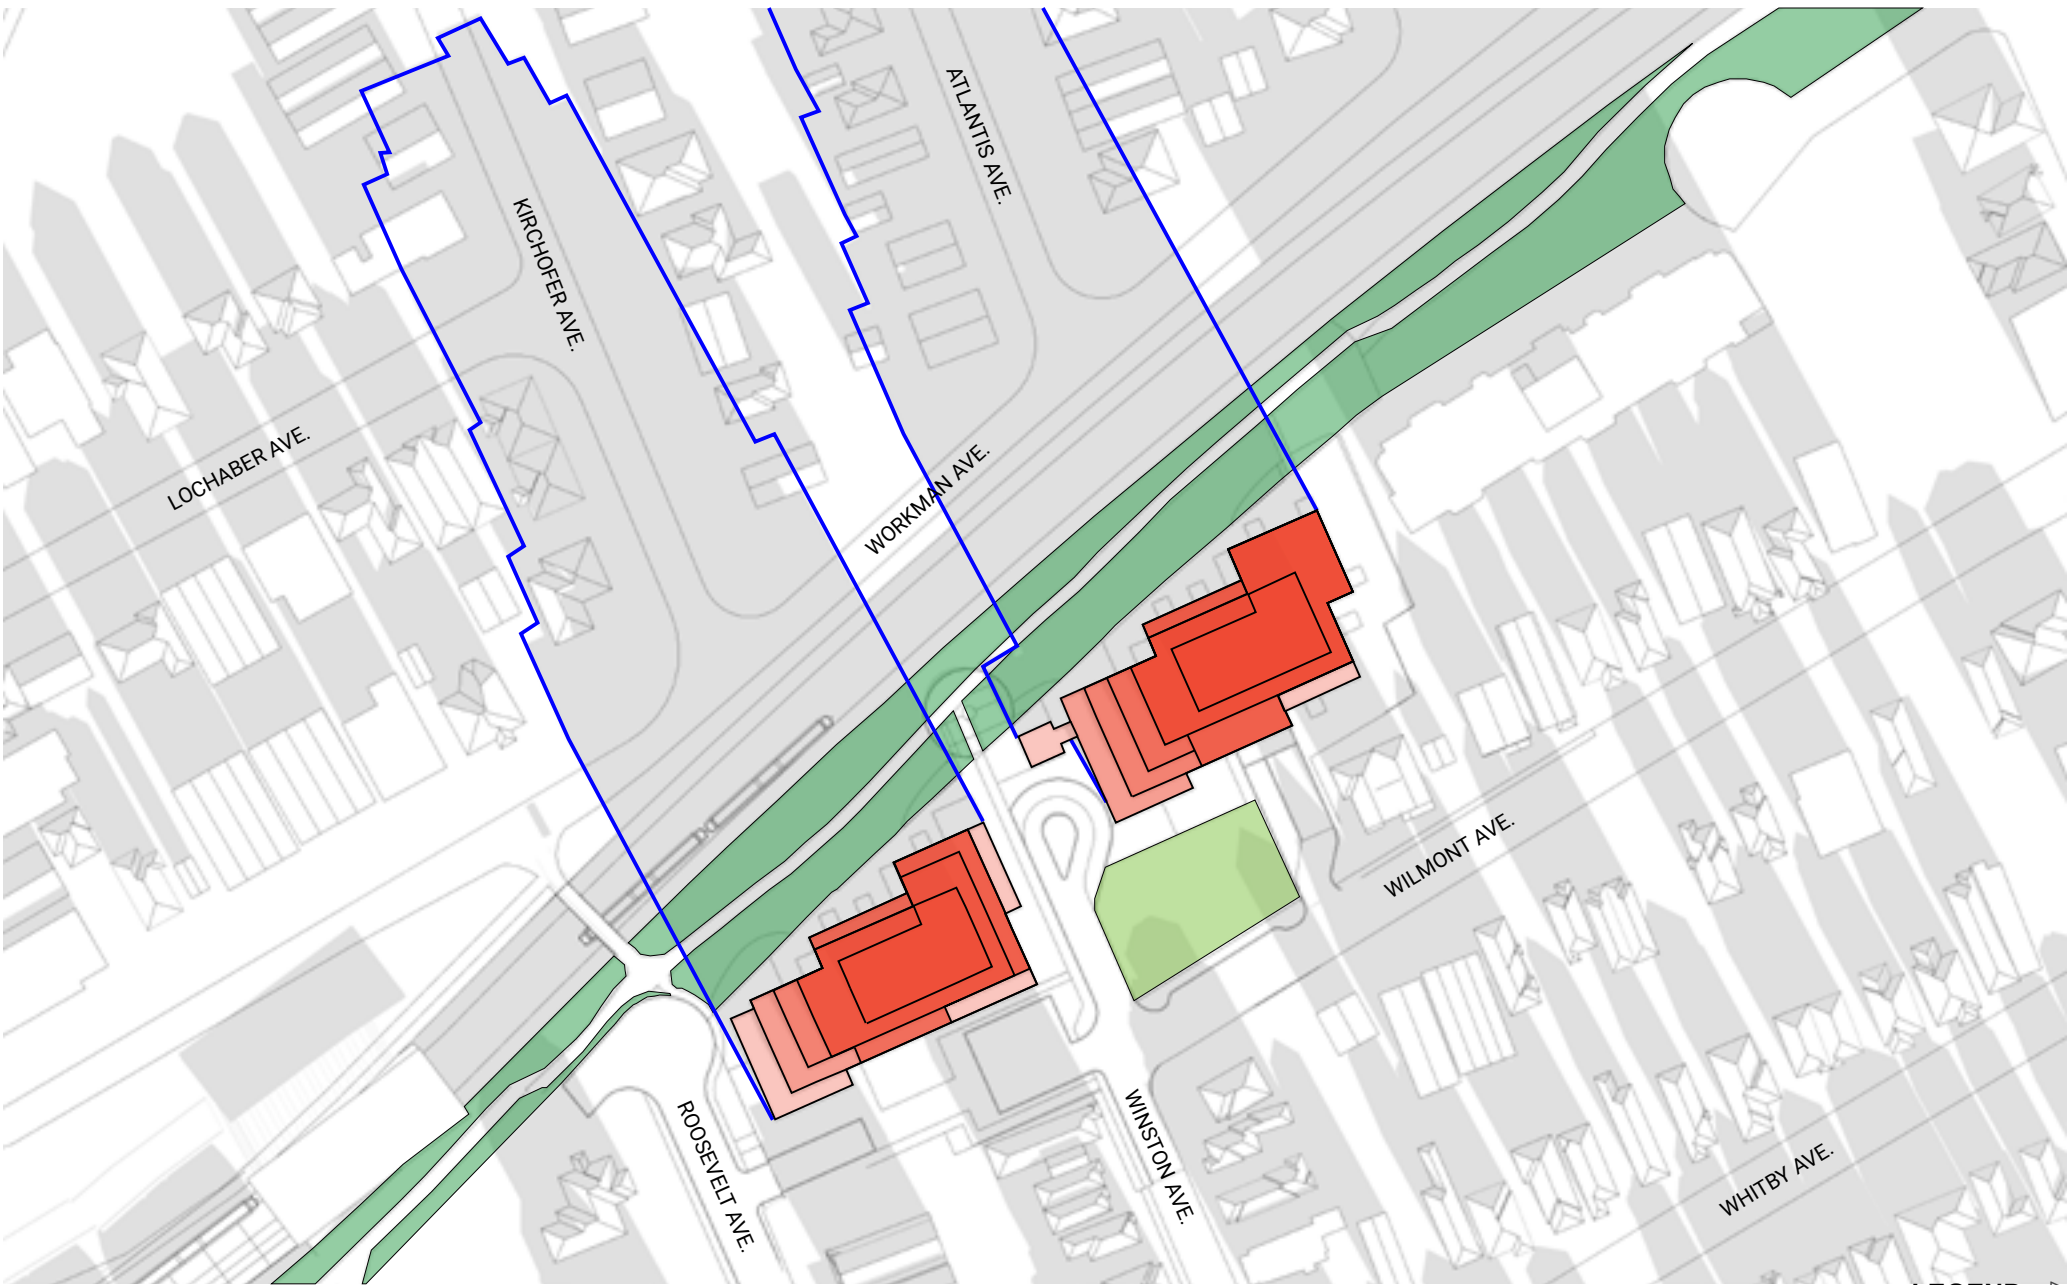 ATLANTIS AVE.
KIRCHOFER AVE.
LOCHABER AVE.
WORKMAN AVE.
WILMONT AVE.
ROOSEVELT AVE.
WINSTON AVE.
WHITBY AVE.